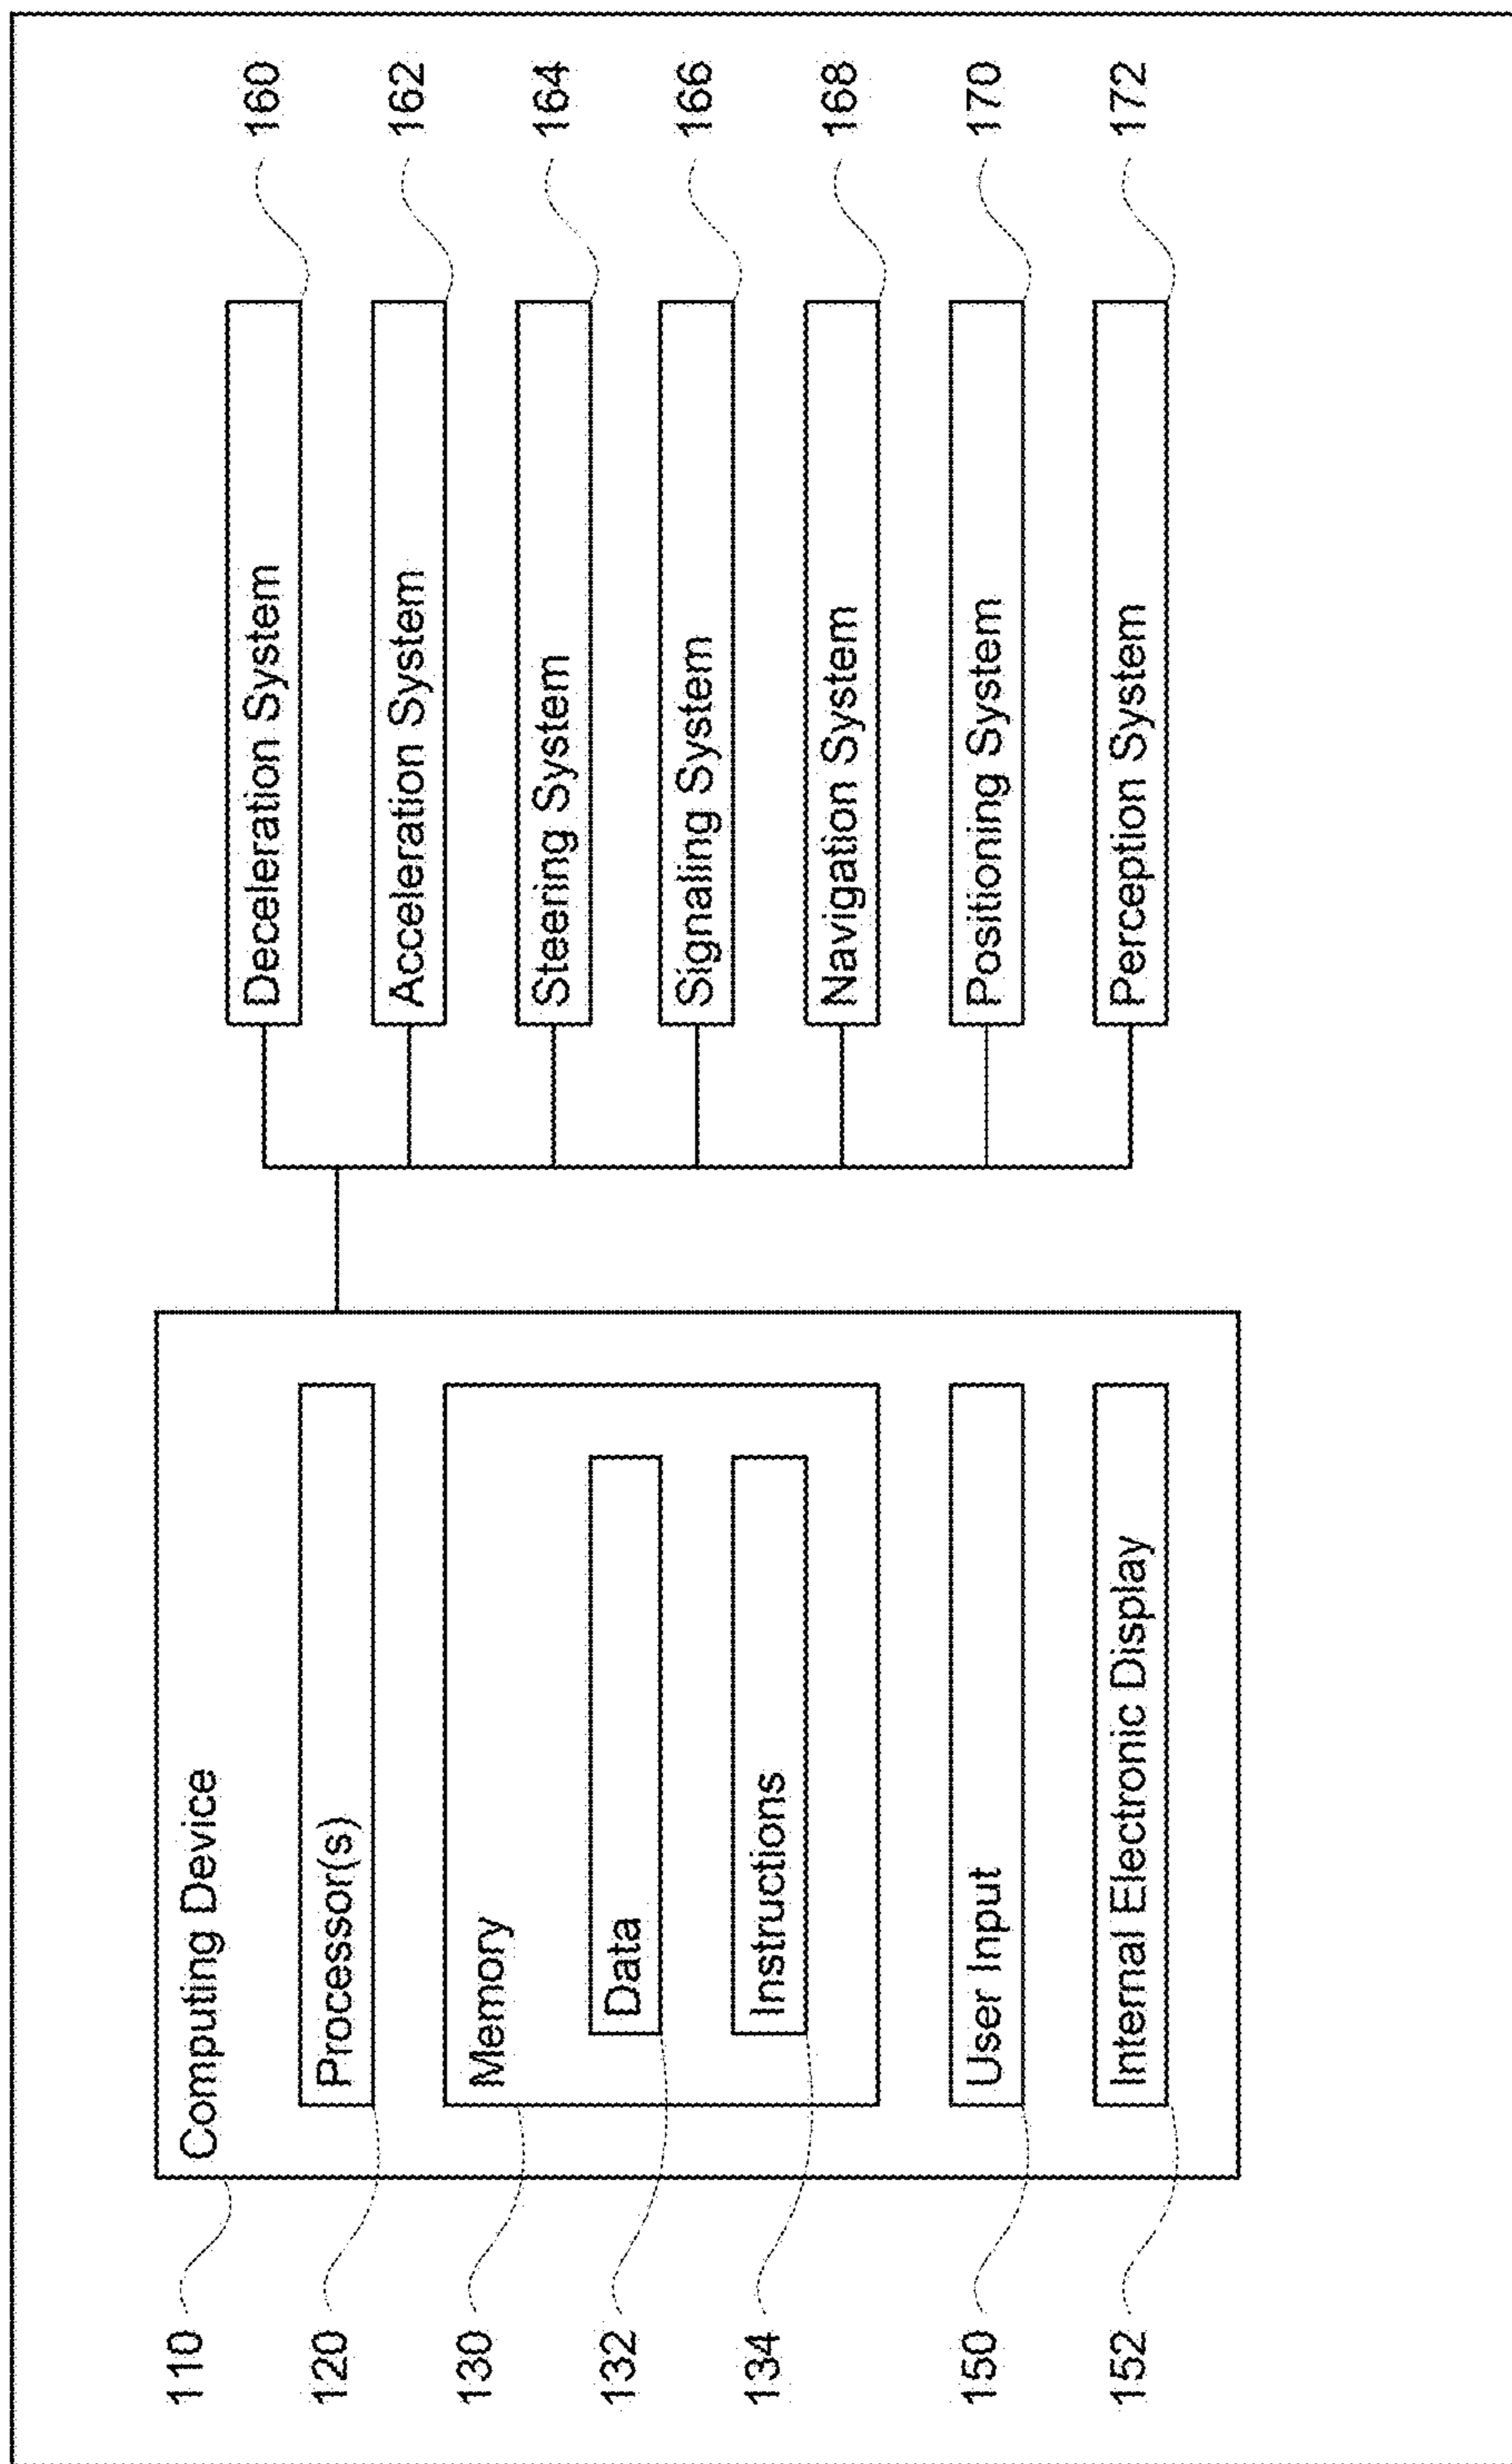 110
Computing Device
120
Processor(s)
130
Memory
132
Data
134
Instructions
150
User Input
152
Internal Electronic Display
Deceleration System
160
Acceleration System
162
Steering System
164
Signaling System
166
Navigation System
168
Positioning System
170
Perception System
172